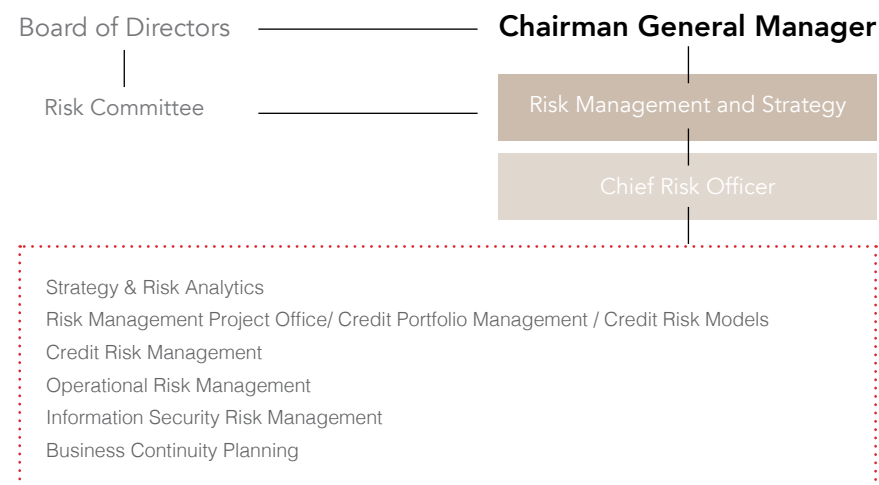 Board of Directors
Chairman General Manager
Risk Committee
Risk Management and Strategy
Chief Risk Officer
Strategy & Risk Analytics
Risk Management Project Office/ Credit Portfolio Management / Credit Risk Models
Credit Risk Management
Operational Risk Management
Information Security Risk Management
Business Continuity Planning